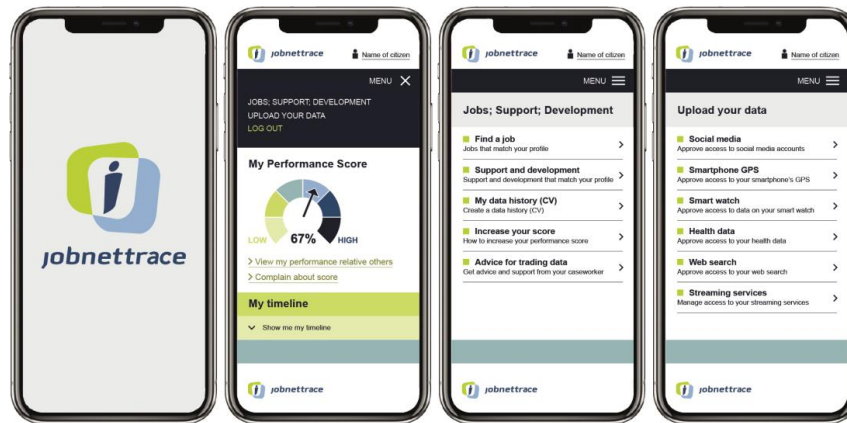 jobnettrace
jobnettrace
Name of citizen
MENU
JOBS; SUPPORT; DEVELOPMENT
UPLOAD YOUR DATA
LOG OUT
My Performance Score
LOW
67%
HIGH
> View my performance relative others
> Complain about score
My timeline
Show me my timeline
jobnettrace
jobnettrace
Name of citizen
MENU
Jobs; Support; Development
Find a job
Jobs that match your profile
Support and development
Support and development that match your profile
My data history (CV)
Create a data history (CV)
Increase your score
How to increase your performance score
Advice for trading data
Get advice and support from your caseworker
jobnettrace
jobnettrace
Name of citizen
MENU
Upload your data
Social media
Approve access to social media accounts
Smartphone GPS
Approve access to your smartphone's GPS
Smart watch
Approve access to data on your smart watch
Health data
Approve access to your health data
Web search
Approve access to your web search
Streaming services
Manage access to your streaming services
jobnettrace